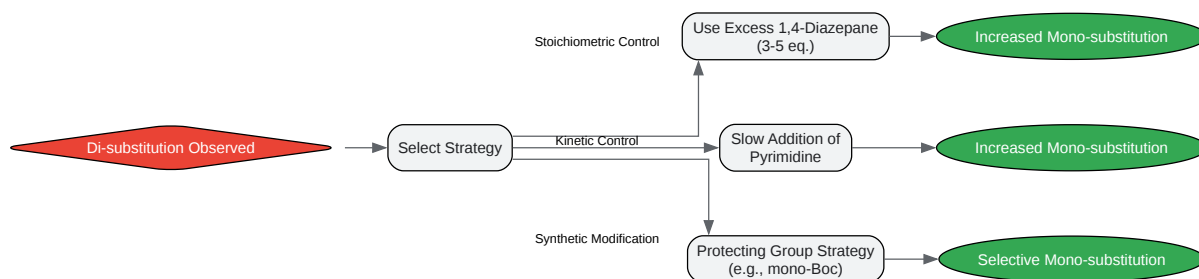 Stoichiometric Control
Use Excess 1,4-Diazepane
(3-5 eq.)
Increased Mono-substitution
Di-substitution Observed
Select Strategy
Kinetic Control
Slow Addition of
Pyrimidine
Increased Mono-substitution
Synthetic Modification
Protecting Group Strategy
(e.g., mono-Boc)
Selective Mono-substitution